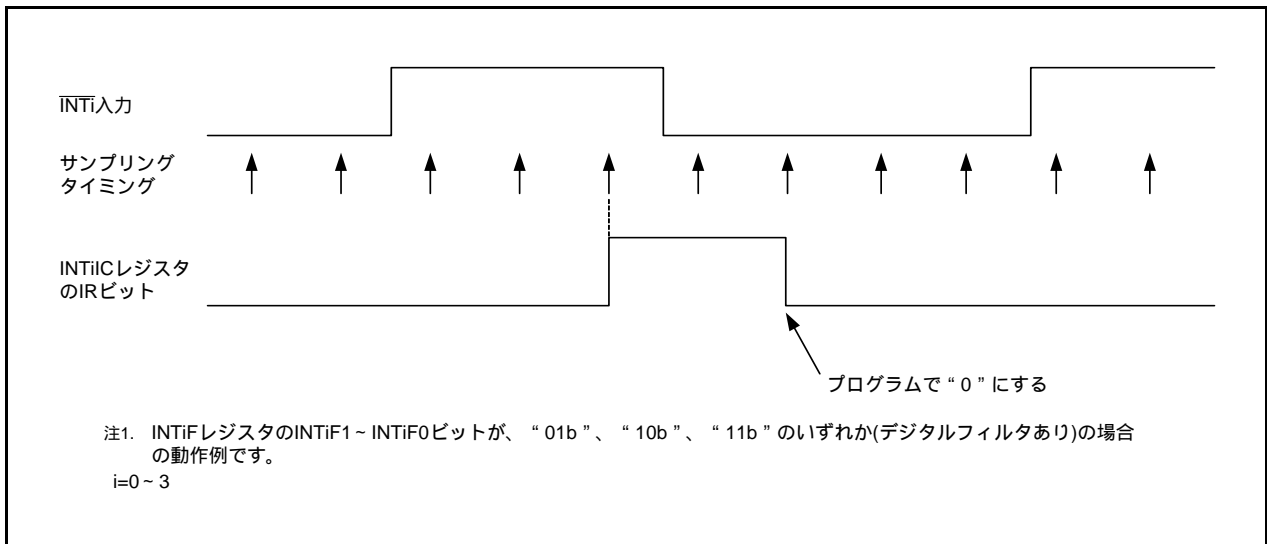 INTi入力
サンプリング
タイミング
INTiICレジスタ
のIRビット
プログラムで“0”にする
注1. INTiFレジスタのINTiF1~INTiF0ビットが、“01b”、“10b”、“11b”のいずれか(デジタルフィルタあり)の場合
の動作例です。
i=0~3